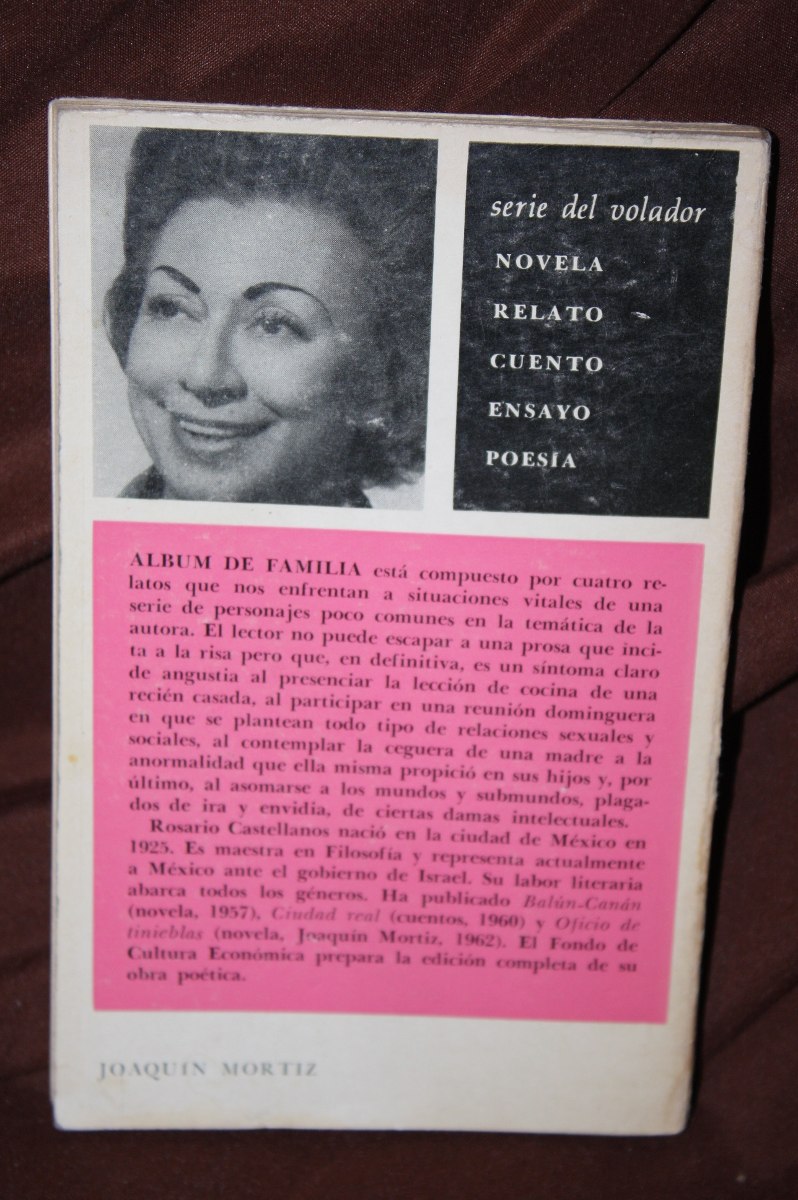 serie del volador
NOVELA
RELATO
CUENTO
ENSAYO
POESÍA
ALBUM DE FAMILIA está compuesto por cuatro re-
latos que nos enfrentan a situaciones vitales de una
serie de personajes poco comunes en la temática de la
autora. El lector no puede escapar a una prosa que inci-
ta a la risa pero que, en definitiva, es un síntoma claro
de angustia al presenciar la lección de cocina de una
recién casada, al participar en una reunión dominguera
en que se plantean todo tipo de relaciones sexuales y
sociales, al contemplar la ceguera de una madre a la
anormalidad que ella misma propició en sus hijos y, por
último, al asomarse a los mundos y submundos, plaga-
dos de ira y envidia, de ciertas damas intelectuales.
Rosario Castellanos nació en la ciudad de México en
1925. Es maestra en Filosofía y representa actualmente
a México ante el gobierno de Israel. Su labor literaria
abarca todos los géneros. Ha publicado Balún-Canán
(novela, 1957), Ciudad real (cuentos, 1960) y Oficio de
tinieblas (novela, Joaquín Mortiz, 1962). El Fondo de
Cultura Económica prepara la edición completa de su
obra poética.
JOAQUÍN MORTIZ